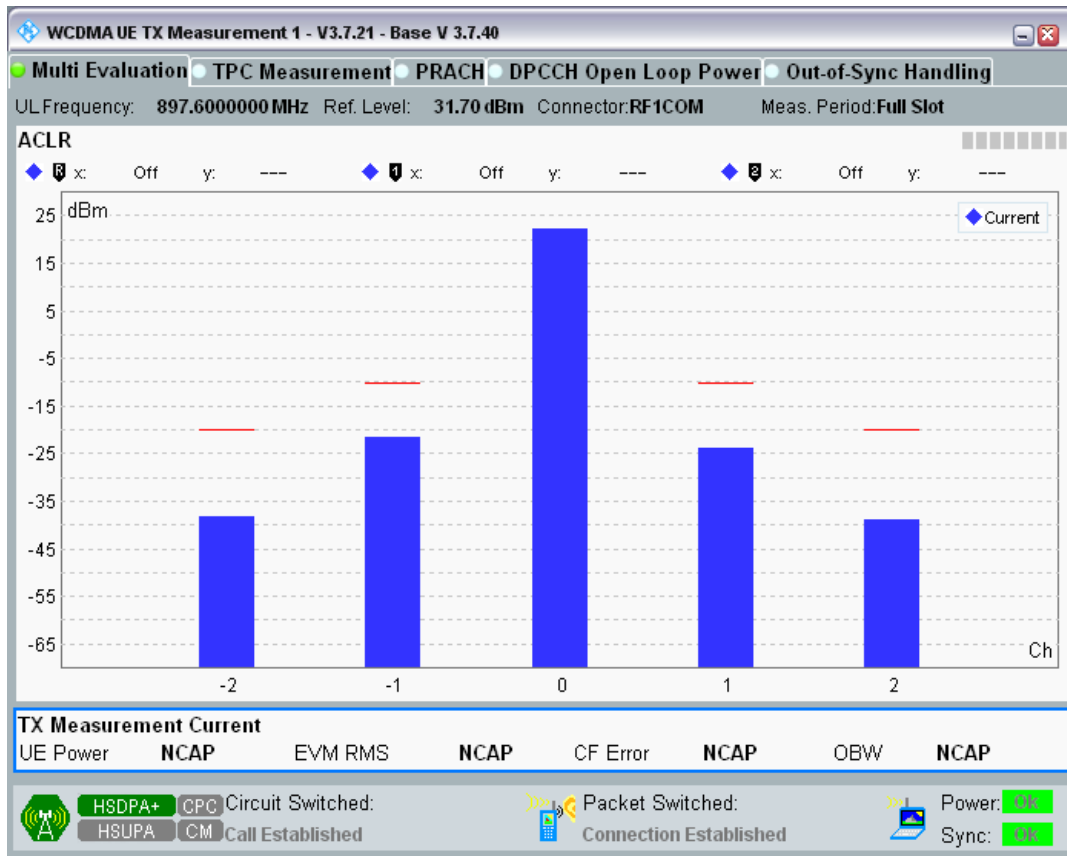 WCDMA UE TX Measurement 1 - V3.7.21 - Base V 3.7.40
Multi Evaluation TPC Measurement PRACH DPCCH Open Loop Power Out-of-Sync Handling
UL Frequency: 897.6000000 MHz Ref. Level: 31.70 dBm Connector:RF1COM Meas. Period:Full Slot
ACLR
R x: Off y: --- 1 x: Off y: --- 2 x: Off y: ---
dBm
Current
25
15
5
-5
-15
-25
-35
-45
-55
-65
Ch
-2 -1 0 1 2
TX Measurement Current
UE Power NCAP EVM RMS NCAP CF Error NCAP OBW NCAP
HSDPA+ CPC Circuit Switched: Packet Switched: Power: Ok
HSUPA CM Call Established Connection Established Sync: Ok